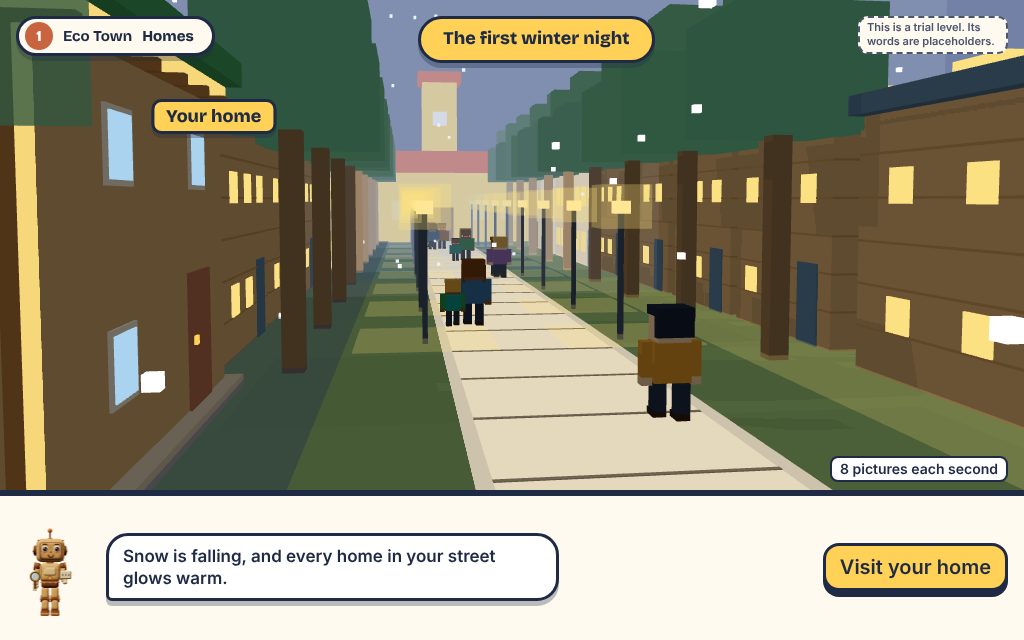 1 Eco Town Homes
The first winter night
This is a trial level. Its
words are placeholders.
Your home
8 pictures each second
Snow is falling, and every home in your street
glows warm.
Visit your home